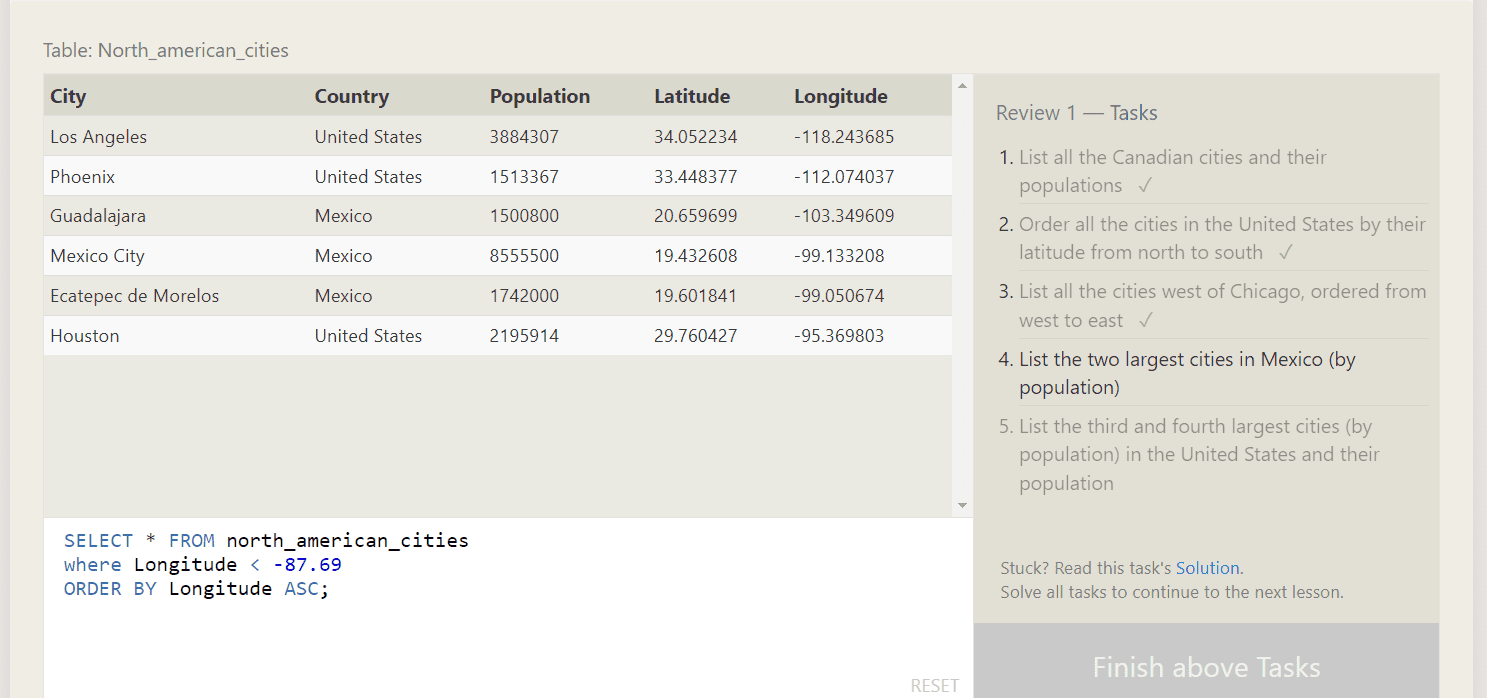 Table: North_american_cities
City Country Population Latitude Longitude
Los Angeles United States 3884307 34.052234 -118.243685
Phoenix United States 1513367 33.448377 -112.074037
Guadalajara Mexico 1500800 20.659699 -103.349609
Mexico City Mexico 8555500 19.432608 -99.133208
Ecatepec de Morelos Mexico 1742000 19.601841 -99.050674
Houston United States 2195914 29.760427 -95.369803
SELECT * FROM north_american_cities
where Longitude < -87.69
ORDER BY Longitude ASC;
RESET
Review 1 — Tasks
1. List all the Canadian cities and their
populations ✓
2. Order all the cities in the United States by their
latitude from north to south ✓
3. List all the cities west of Chicago, ordered from
west to east ✓
4. List the two largest cities in Mexico (by
population)
5. List the third and fourth largest cities (by
population) in the United States and their
population
Stuck? Read this task's Solution.
Solve all tasks to continue to the next lesson.
Finish above Tasks